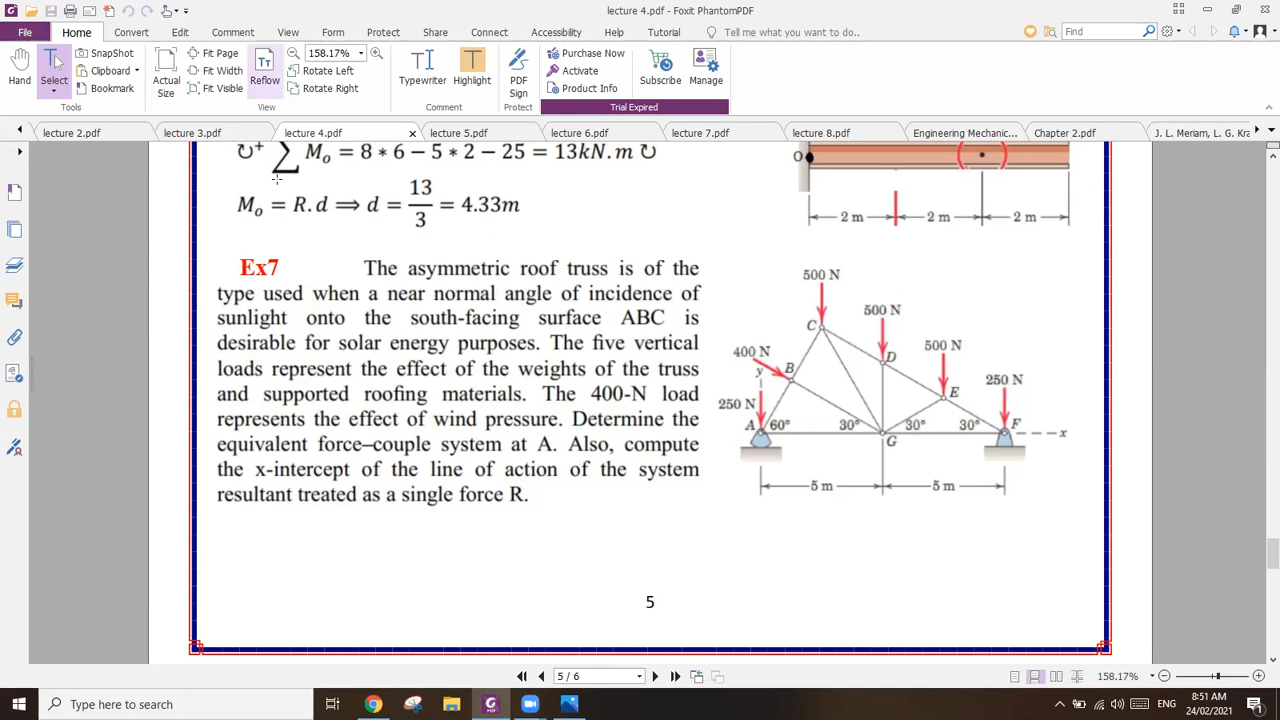 lecture 4.pdf - Foxit PhantomPDF
File Home Convert Edit Comment View Form Protect Share Connect Accessibility Help Tutorial Tell me what you want to do... Find
Hand
Select
SnapShot
Clipboard
Bookmark
Tools
Actual Size
Fit Page
Fit Width
Fit Visible
Reflow
158.17%
Rotate Left
Rotate Right
View
Typewriter
Highlight
Comment
PDF Sign
Protect
Purchase Now
Activate
Product Info
Trial Expired
Subscribe
Manage
lecture 2.pdf lecture 3.pdf lecture 4.pdf lecture 5.pdf lecture 6.pdf lecture 7.pdf lecture 8.pdf Engineering Mechanic... Chapter 2.pdf J. L. Meriam, L. G. Kr
↻⁺ ∑ Mₒ = 8 * 6 − 5 * 2 − 25 = 13kN.m ↻
Mₒ = R.d ⟹ d = 13/3 = 4.33m
O
2 m 2 m 2 m
Ex7 The asymmetric roof truss is of the
type used when a near normal angle of incidence of
sunlight onto the south-facing surface ABC is
desirable for solar energy purposes. The five vertical
loads represent the effect of the weights of the truss
and supported roofing materials. The 400-N load
represents the effect of wind pressure. Determine the
equivalent force–couple system at A. Also, compute
the x-intercept of the line of action of the system
resultant treated as a single force R.
500 N
C
500 N
D
500 N
400 N
y
B
E
250 N
250 N
A 60° 30° G 30° 30° F x
5 m 5 m
5
5 / 6
158.17%
Type here to search
ENG
8:51 AM
24/02/2021